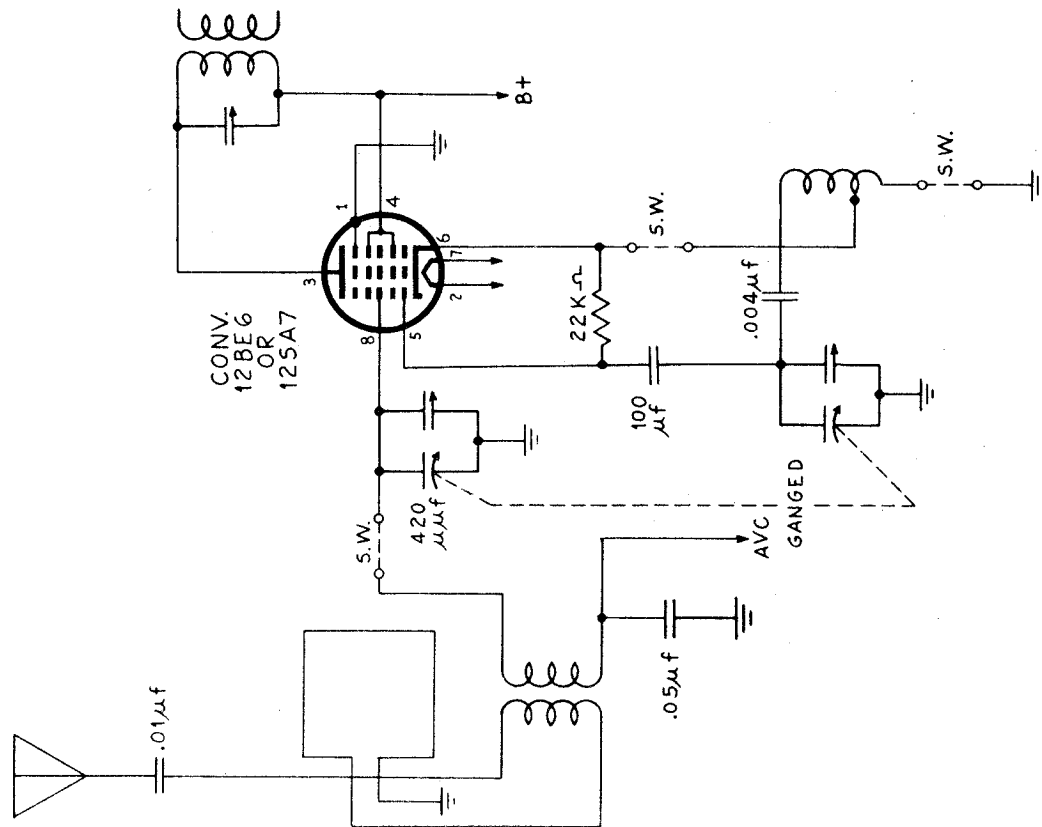 CONV.
12BE6
OR
12SA7
3
1
4
6
7
2
5
8
B+
S.W.
S.W.
22K Ω
.004µf
100
µf
S.W.
420
µµf
GANGED
AVC
.05µf
.01µf